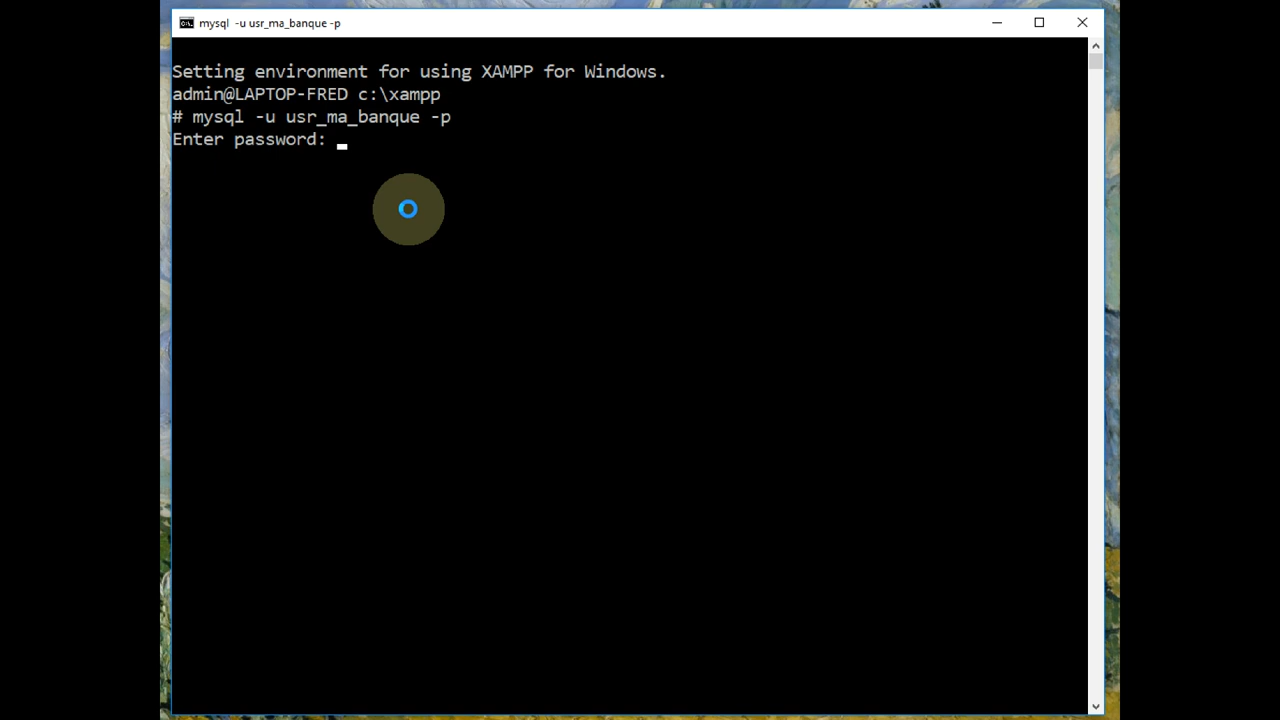 mysql -u usr_ma_banque -p
Setting environment for using XAMPP for Windows.
admin@LAPTOP-FRED c:\xampp
# mysql -u usr_ma_banque -p
Enter password: